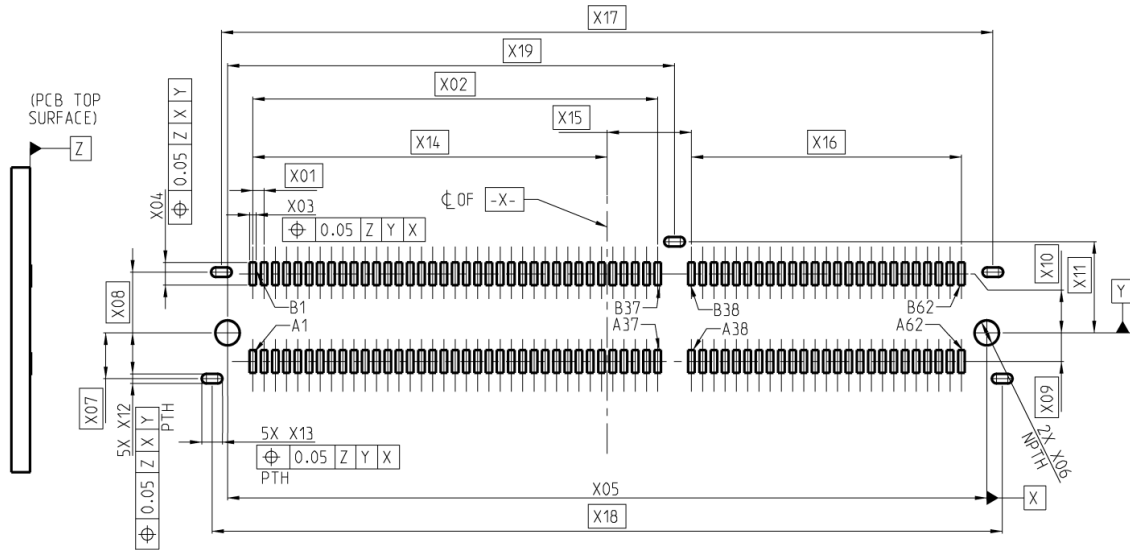 X17
X19
X02
X15
X14
X16
(PCB TOP
SURFACE)
Z
⌖ 0.05 Z X Y
X04
X01
X03
⌖ 0.05 Z Y X
℄ OF -X-
X10
X11
Y
X08
B1
A1
B37
A37
B38
A38
B62
A62
X07
X09
5X X12
PTH
⌖ 0.05 Z X Y
5X X13
⌖ 0.05 Z Y X
PTH
2X X06
NPTH
X05
X
X18